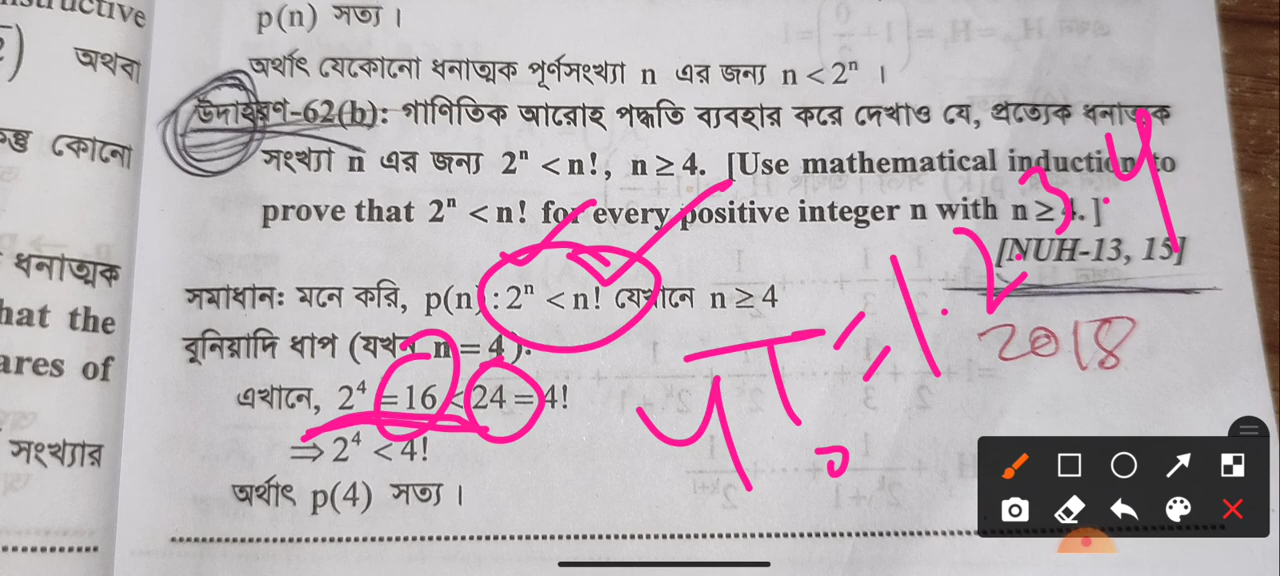 p(n) সত্য ।
অথবা
অর্থাৎ যেকোনো ধনাত্মক পূর্ণসংখ্যা n এর জন্য n < 2ⁿ ।
উদাহরণ-62(b): গাণিতিক আরোহ পদ্ধতি ব্যবহার করে দেখাও যে, প্রত্যেক ধনাত্মক
কোনো
সংখ্যা n এর জন্য 2ⁿ < n!, n ≥ 4. [Use mathematical induction to
prove that 2ⁿ < n! for every positive integer n with n ≥ 4.]
[NUH-13, 15]
ধনাত্মক
সমাধান: মনে করি, p(n) : 2ⁿ < n! যেখানে n ≥ 4
2018
hat the
বুনিয়াদি ধাপ (যখন n = 4):
ares of
এখানে, 2⁴ = 16 < 24 = 4!
⇒ 2⁴ < 4!
সংখ্যার
অর্থাৎ p(4) সত্য ।